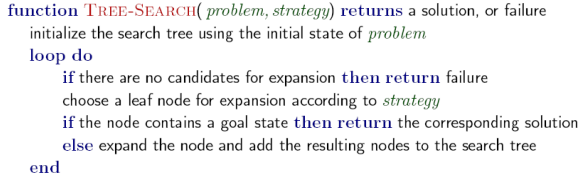 function TREE-SEARCH( problem, strategy) returns a solution, or failure
initialize the search tree using the initial state of problem
loop do
if there are no candidates for expansion then return failure
choose a leaf node for expansion according to strategy
if the node contains a goal state then return the corresponding solution
else expand the node and add the resulting nodes to the search tree
end